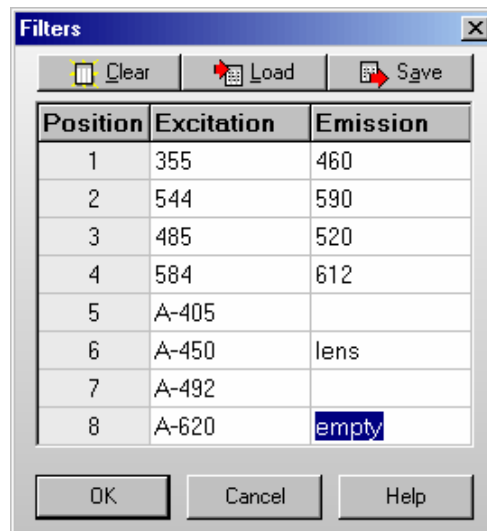 Filters
Clear Load Save
Position Excitation Emission
1 355 460
2 544 590
3 485 520
4 584 612
5 A-405
6 A-450 lens
7 A-492
8 A-620 empty
OK Cancel Help